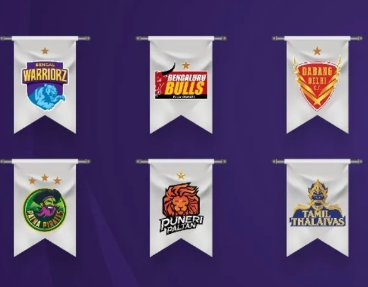 BENGAL
WARRIORZ
BENGALURU
BULLS
DABANG
DELHI
K.C.
PATNA PIRATES
PUNERI
PALTAN
TAMIL
THALAIVAS